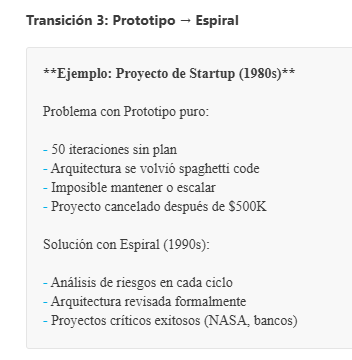 Transición 3: Prototipo → Espiral
**Ejemplo: Proyecto de Startup (1980s)**
Problema con Prototipo puro:
- 50 iteraciones sin plan
- Arquitectura se volvió spaghetti code
- Imposible mantener o escalar
- Proyecto cancelado después de $500K
Solución con Espiral (1990s):
- Análisis de riesgos en cada ciclo
- Arquitectura revisada formalmente
- Proyectos críticos exitosos (NASA, bancos)